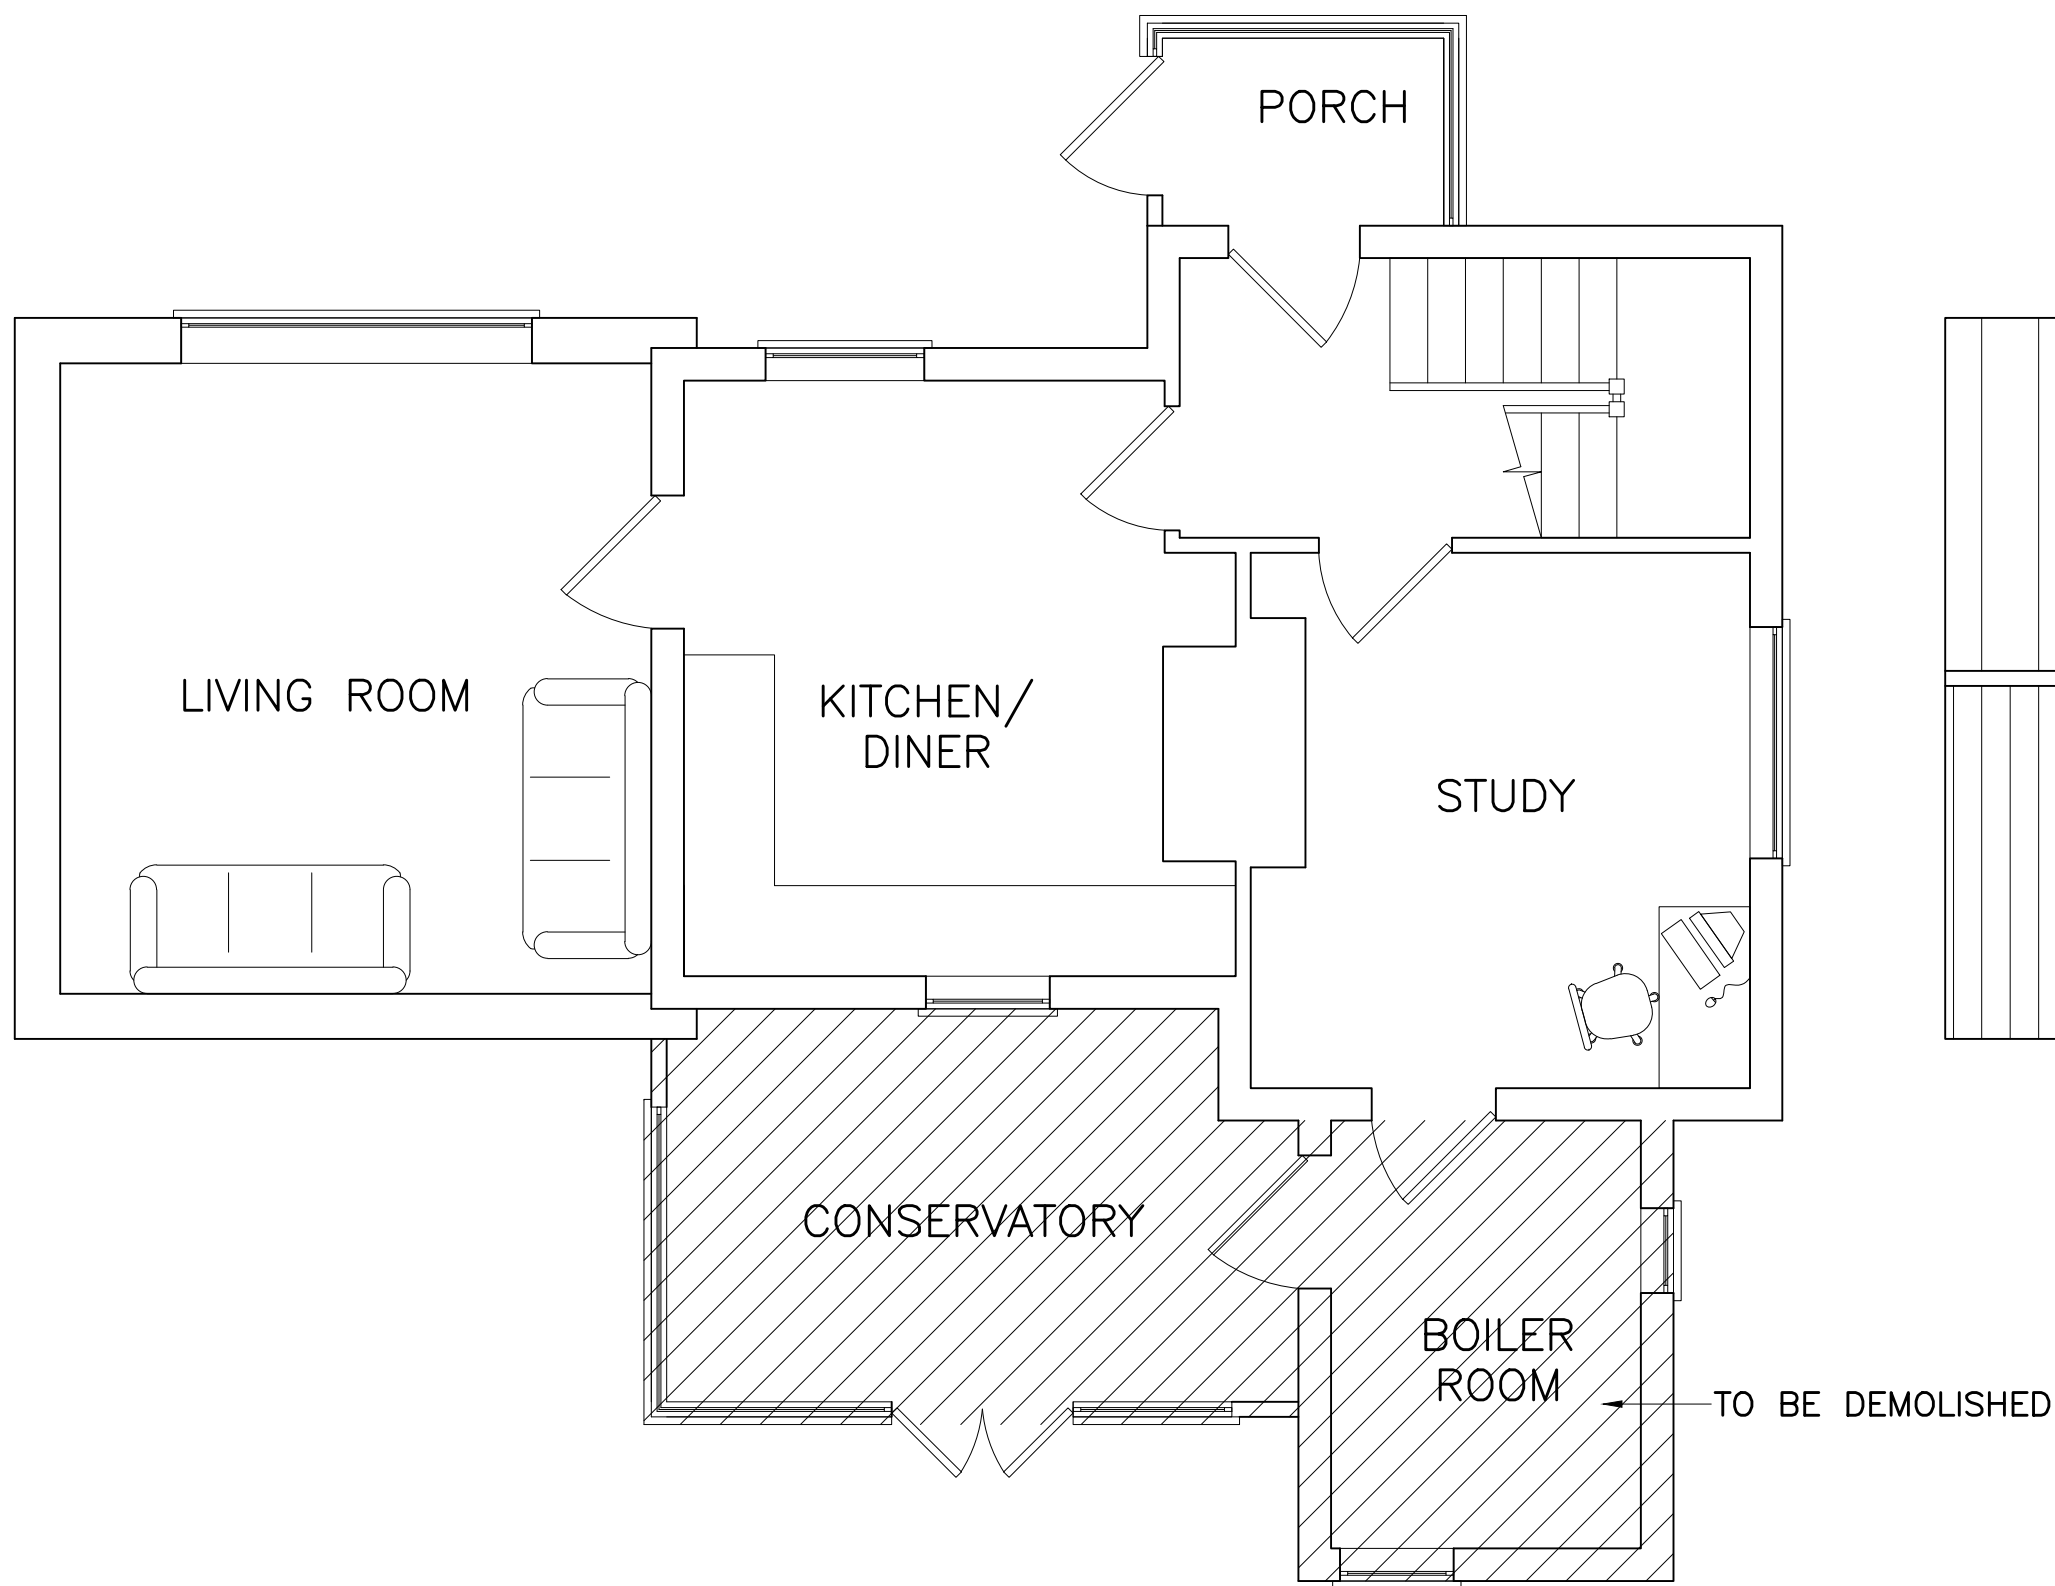 PORCH
LIVING ROOM
KITCHEN/
DINER
STUDY
CONSERVATORY
BOILER
ROOM
TO BE DEMOLISHED